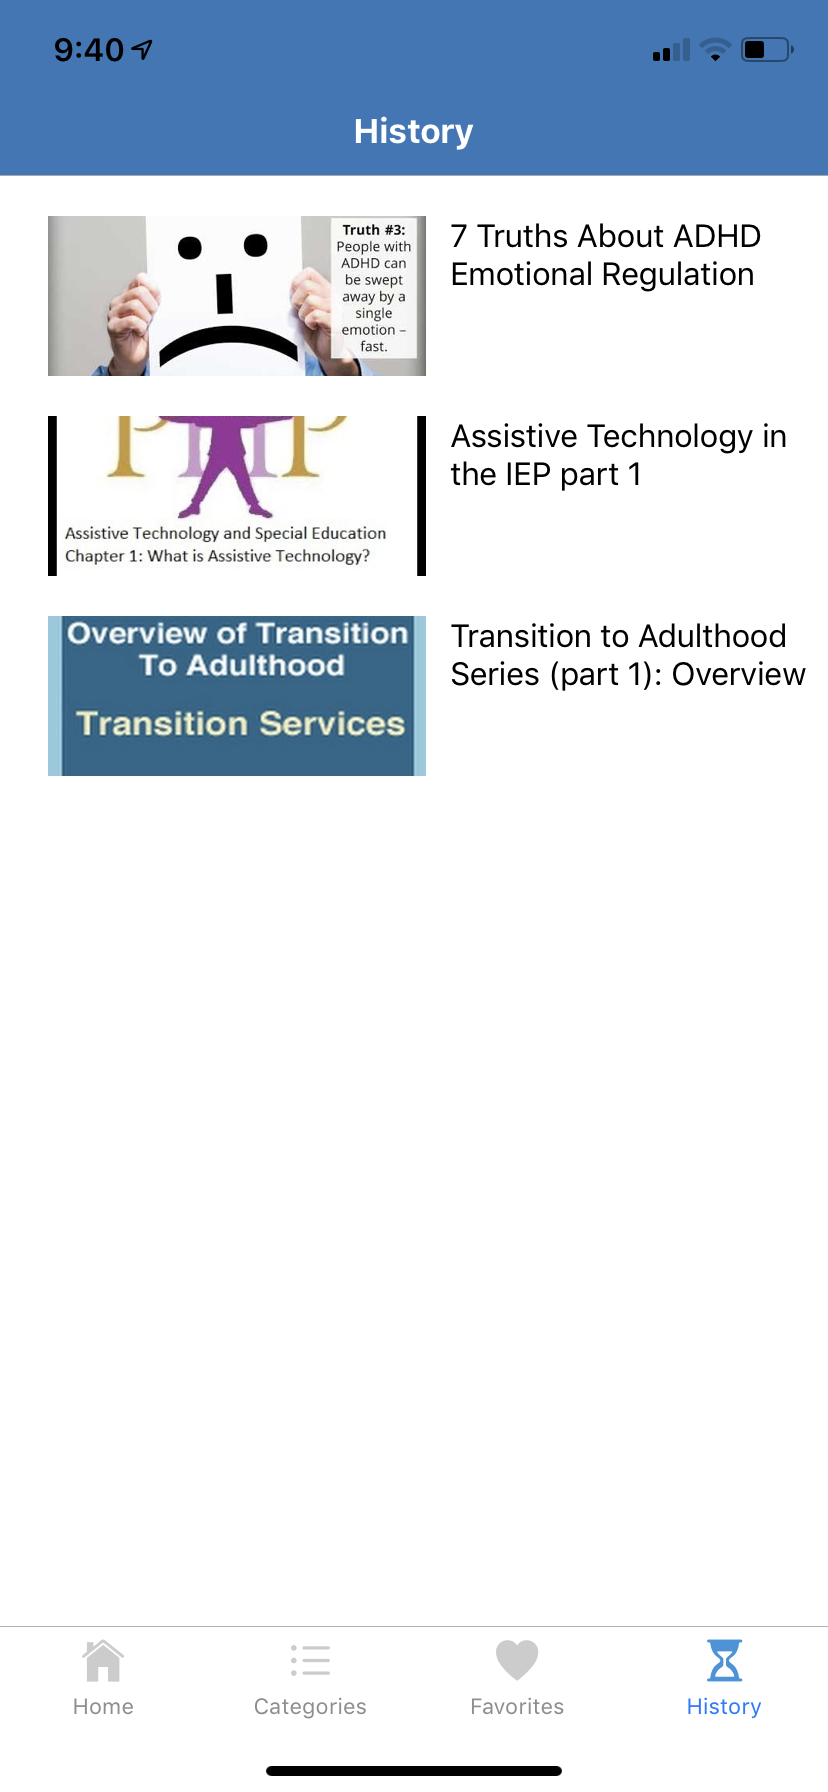 9:40
History
Truth #3:
People with
ADHD can
be swept
away by a
single
emotion –
fast.
7 Truths About ADHD
Emotional Regulation
Assistive Technology and Special Education
Chapter 1: What is Assistive Technology?
Assistive Technology in
the IEP part 1
Overview of Transition
To Adulthood
Transition Services
Transition to Adulthood
Series (part 1): Overview
Home
Categories
Favorites
History